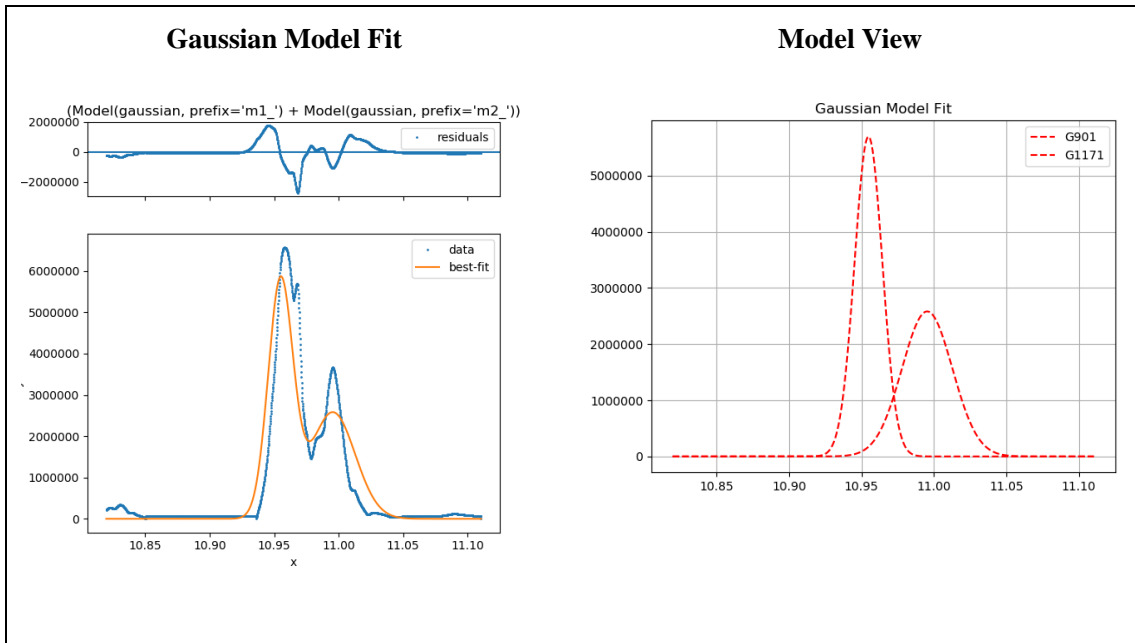 Gaussian Model Fit
Model View
(Model(gaussian, prefix='m1_') + Model(gaussian, prefix='m2_'))
2000000
0
−2000000
residuals
6000000
5000000
4000000
3000000
2000000
1000000
0
data
best-fit
10.85 10.90 10.95 11.00 11.05 11.10
x
Gaussian Model Fit
G901
G1171
5000000
4000000
3000000
2000000
1000000
0
10.85 10.90 10.95 11.00 11.05 11.10